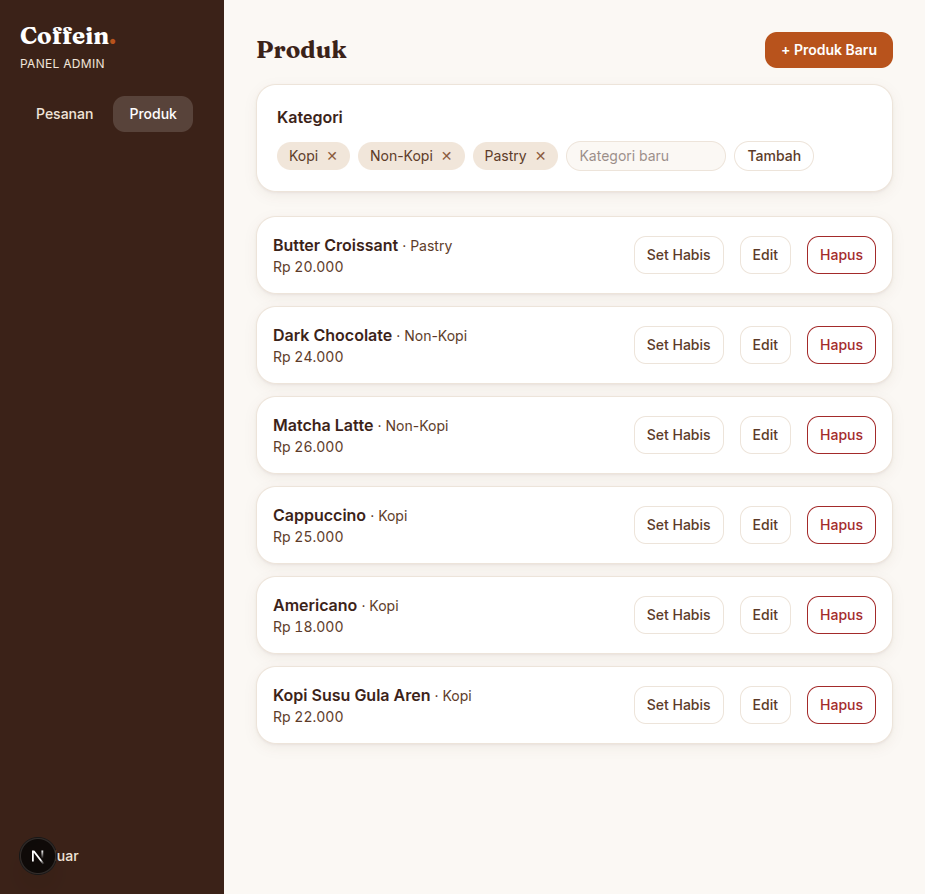 Coffein.
PANEL ADMIN
Pesanan Produk
Produk
+ Produk Baru
Kategori
Kopi ✕ Non-Kopi ✕ Pastry ✕ Kategori baru Tambah
Butter Croissant · Pastry
Rp 20.000
Set Habis Edit Hapus
Dark Chocolate · Non-Kopi
Rp 24.000
Set Habis Edit Hapus
Matcha Latte · Non-Kopi
Rp 26.000
Set Habis Edit Hapus
Cappuccino · Kopi
Rp 25.000
Set Habis Edit Hapus
Americano · Kopi
Rp 18.000
Set Habis Edit Hapus
Kopi Susu Gula Aren · Kopi
Rp 22.000
Set Habis Edit Hapus
N uar